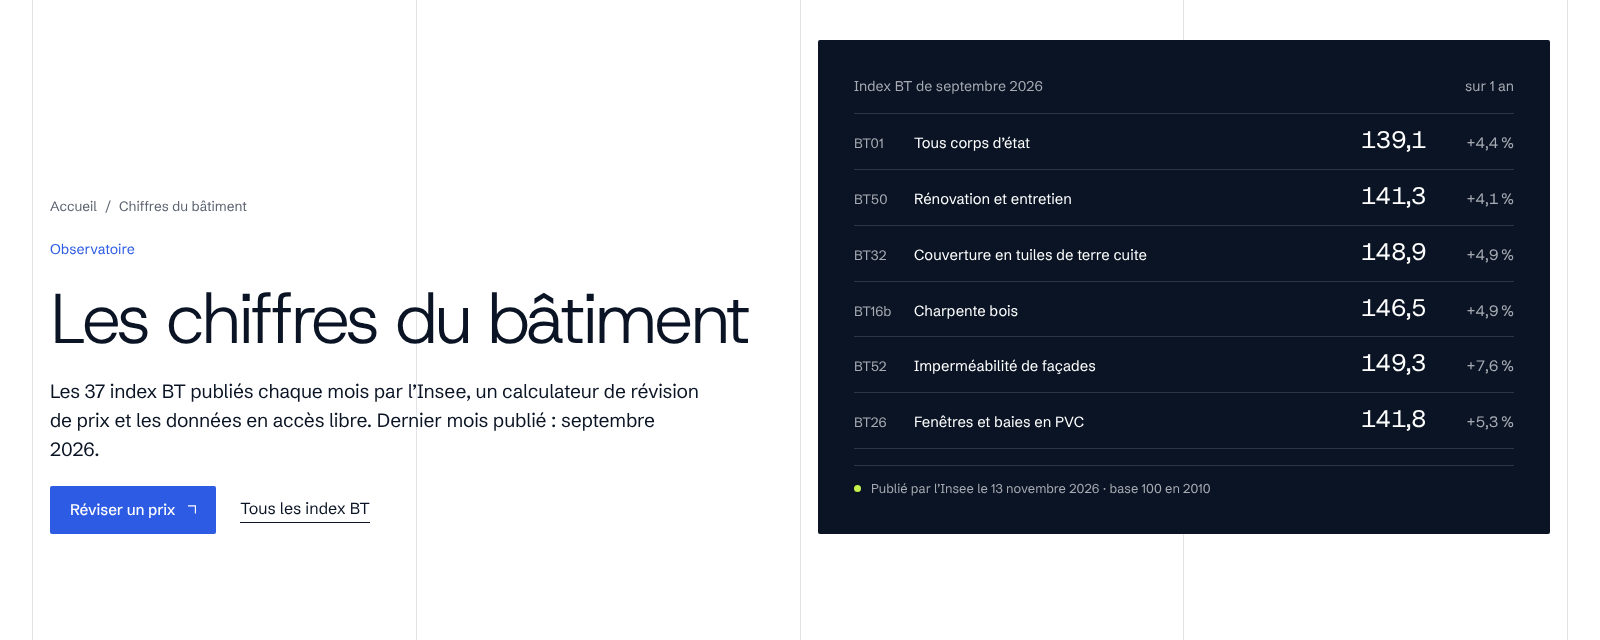 Accueil / Chiffres du bâtiment
Observatoire
Les chiffres du bâtiment
Les 37 index BT publiés chaque mois par l’Insee, un calculateur de révision
de prix et les données en accès libre. Dernier mois publié : septembre
2026.
Réviser un prix
Tous les index BT
Index BT de septembre 2026 sur 1 an
BT01 Tous corps d’état 139,1 +4,4 %
BT50 Rénovation et entretien 141,3 +4,1 %
BT32 Couverture en tuiles de terre cuite 148,9 +4,9 %
BT16b Charpente bois 146,5 +4,9 %
BT52 Imperméabilité de façades 149,3 +7,6 %
BT26 Fenêtres et baies en PVC 141,8 +5,3 %
Publié par l’Insee le 13 novembre 2026 · base 100 en 2010